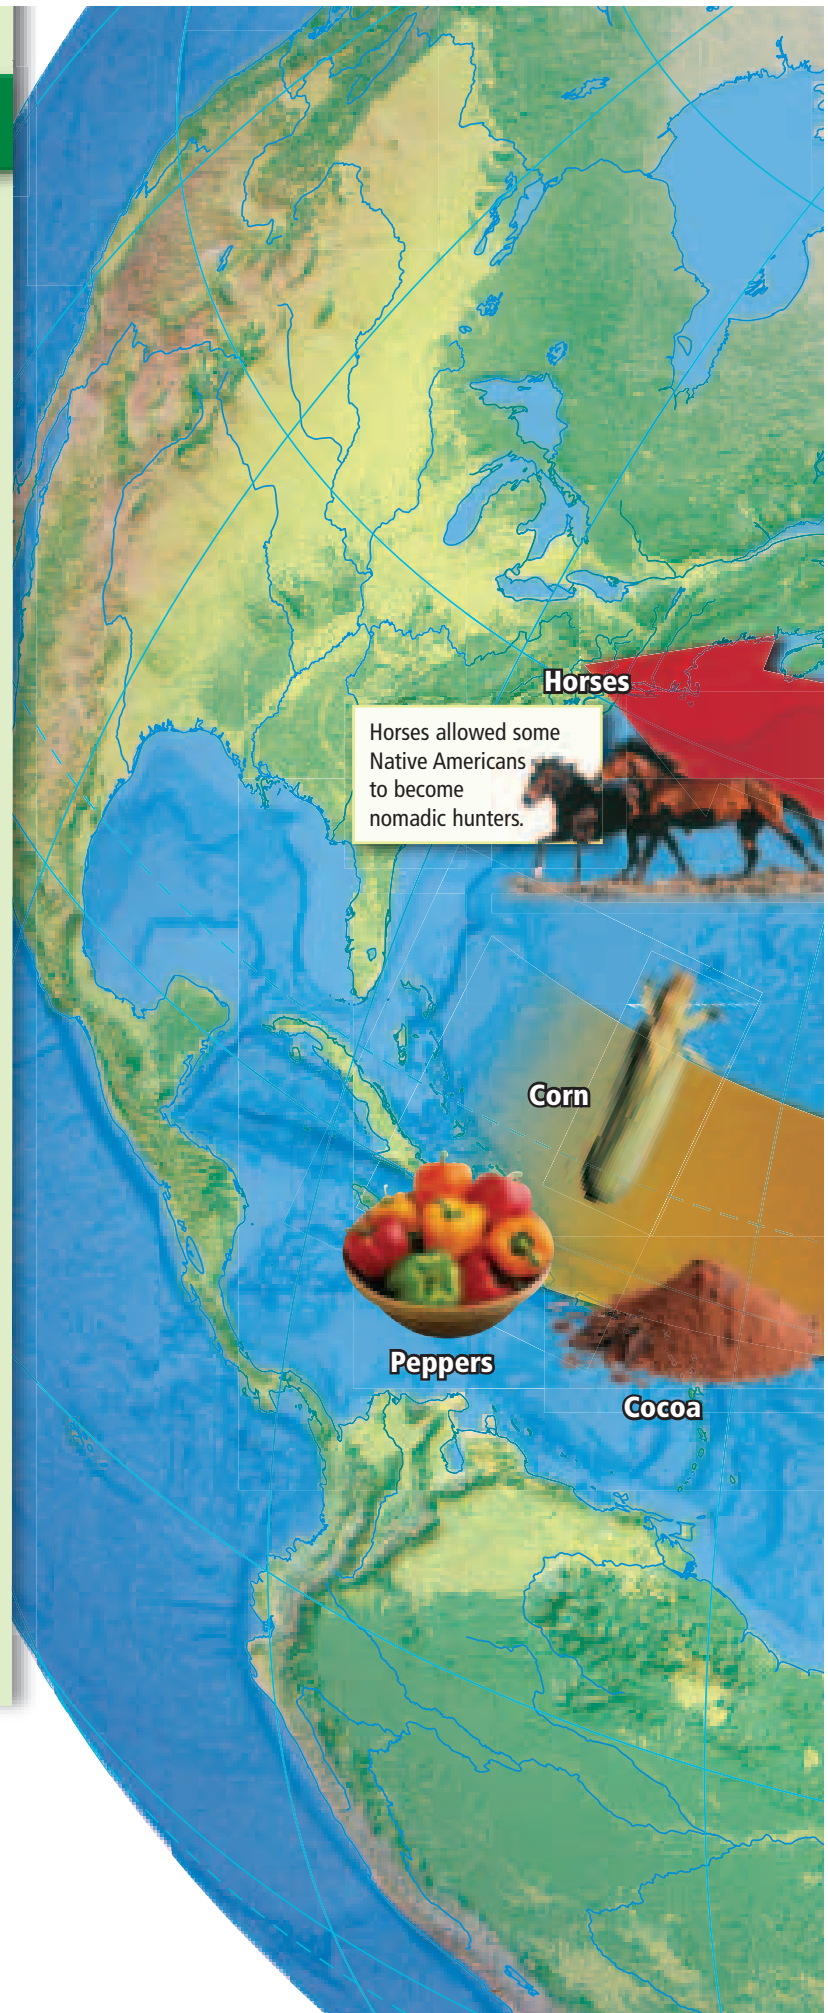 Horses
Horses allowed some
Native Americans
to become
nomadic hunters.
Corn
Peppers
Cocoa